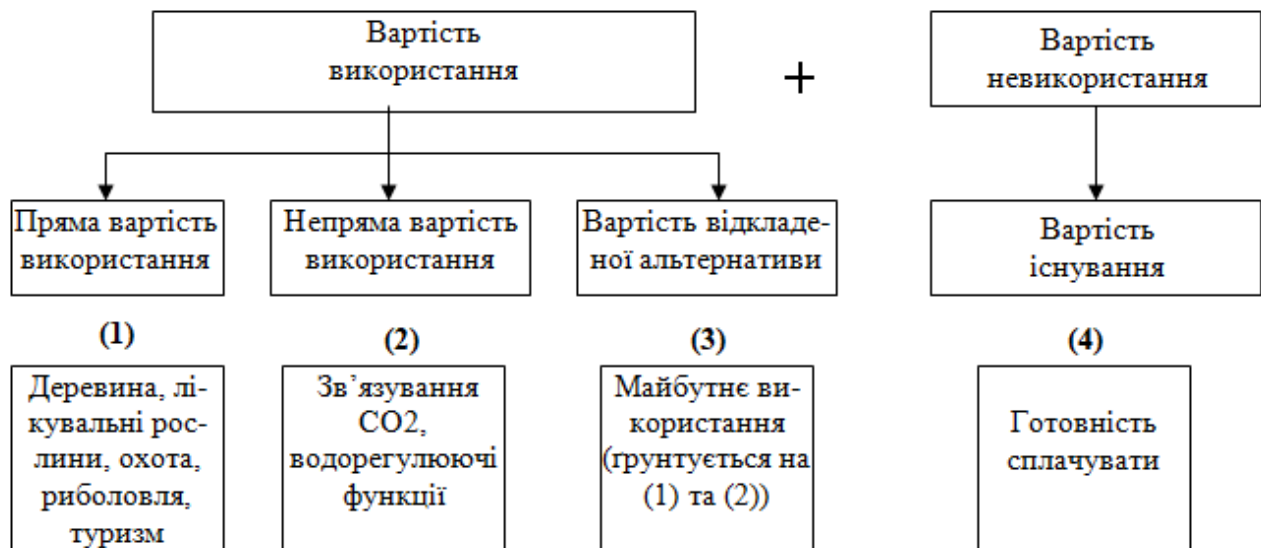 Вартість
використання
+
Вартість
невикористання
Пряма вартість
використання
Непряма вартість
використання
Вартість відкладе-
ної альтернативи
Вартість
існування
(1)
(2)
(3)
(4)
Деревина, лі-
кувальні рос-
лини, охота,
риболовля,
туризм
Зв’язування
СО2,
водорегулюючі
функції
Майбутнє ви-
користання
(ґрунтується на
(1) та (2))
Готовність
сплачувати